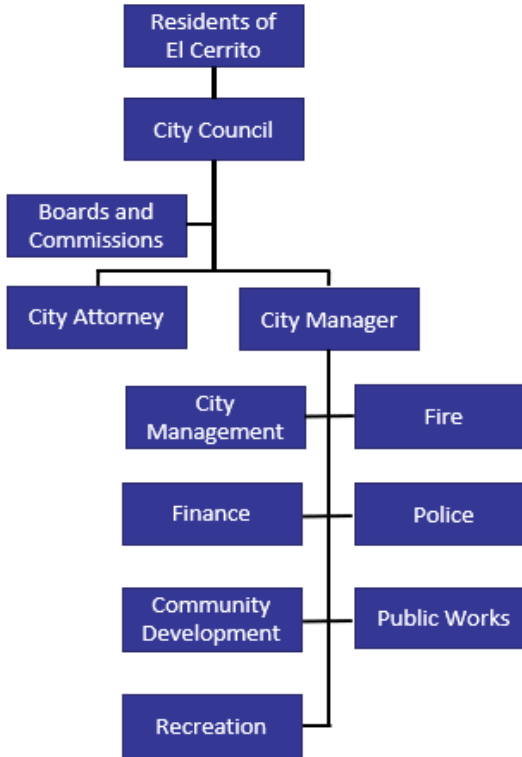 Residents of
El Cerrito
City Council
Boards and
Commissions
City Attorney
City Manager
City
Management
Fire
Finance
Police
Community
Development
Public Works
Recreation